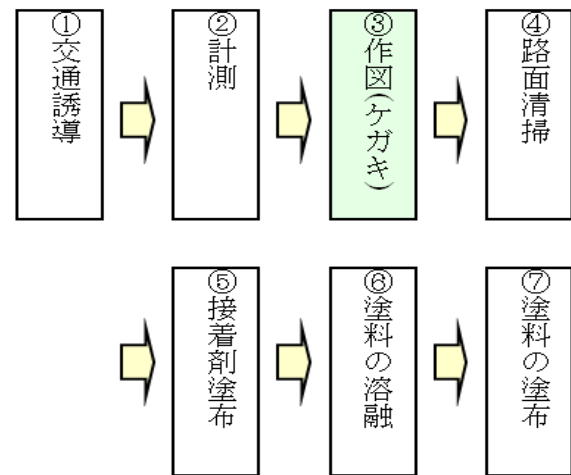 ①交通誘導
②計測
③作図(ケガキ)
④路面清掃
⑤接着剤塗布
⑥塗料の溶融
⑦塗料の塗布